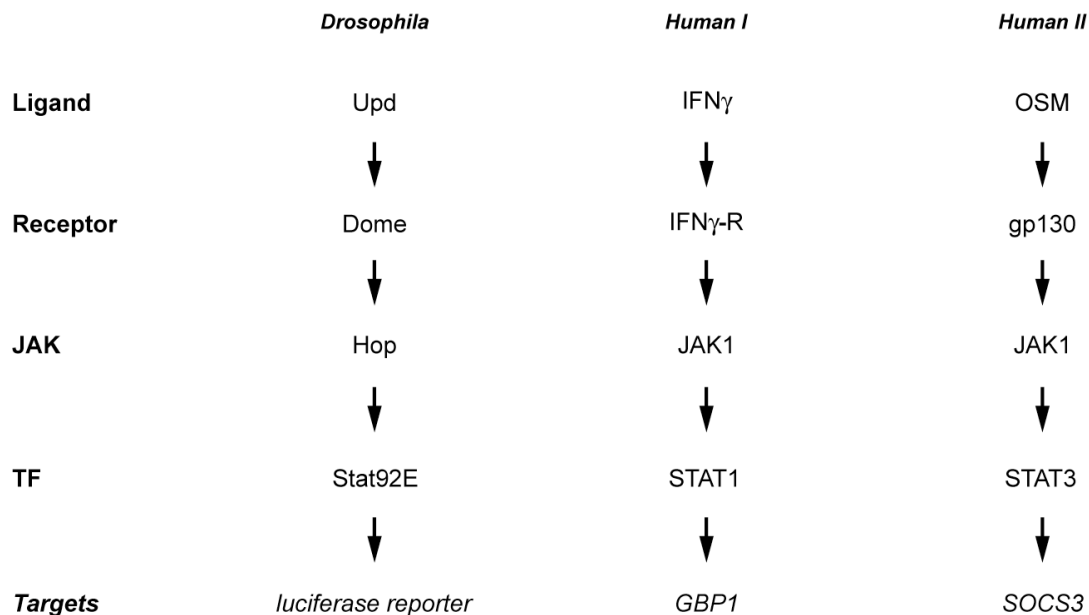 Drosophila Human I Human II
Ligand Upd IFNγ OSM
Receptor Dome IFNγ-R gp130
JAK Hop JAK1 JAK1
TF Stat92E STAT1 STAT3
Targets luciferase reporter GBP1 SOCS3